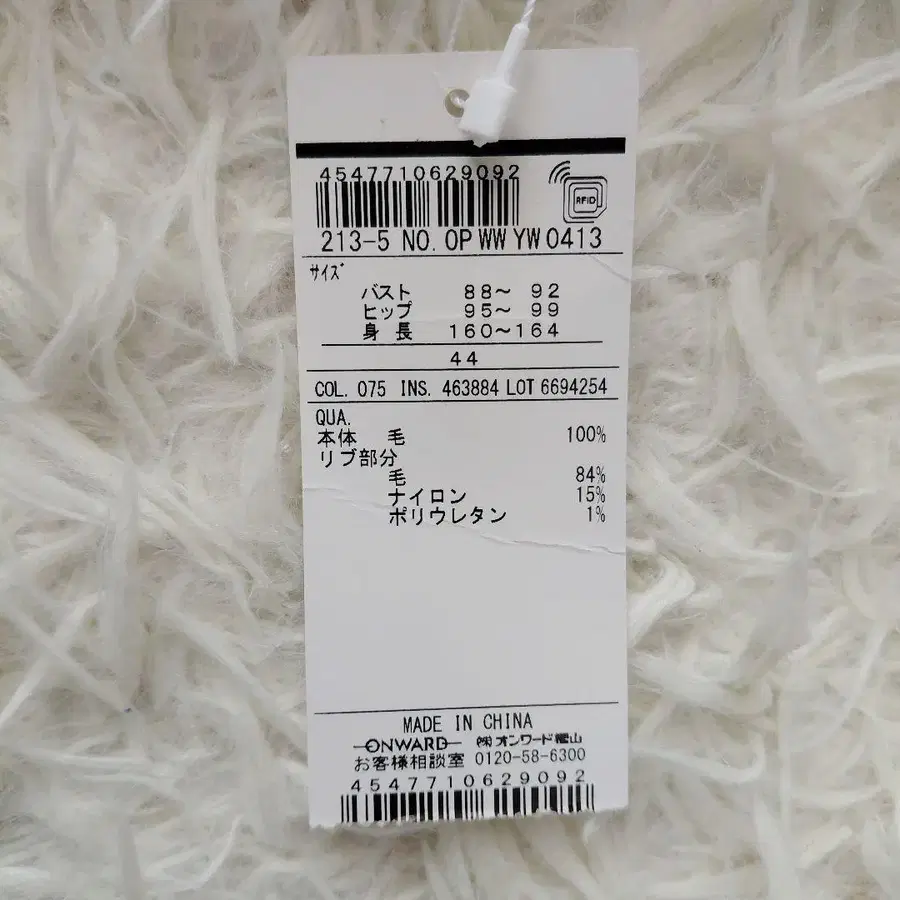 4547710629092
RFID
213-5 NO. OP WW YW 0413
サイズ
バスト 88〜 92
ヒップ 95〜 99
身長 160〜164
44
COL. 075 INS. 463884 LOT 6694254
QUA.
本体 毛 100%
リブ部分
毛 84%
ナイロン 15%
ポリウレタン 1%
MADE IN CHINA
ONWARD ㈱オンワード樫山
お客様相談室 0120-58-6300
4547710629092